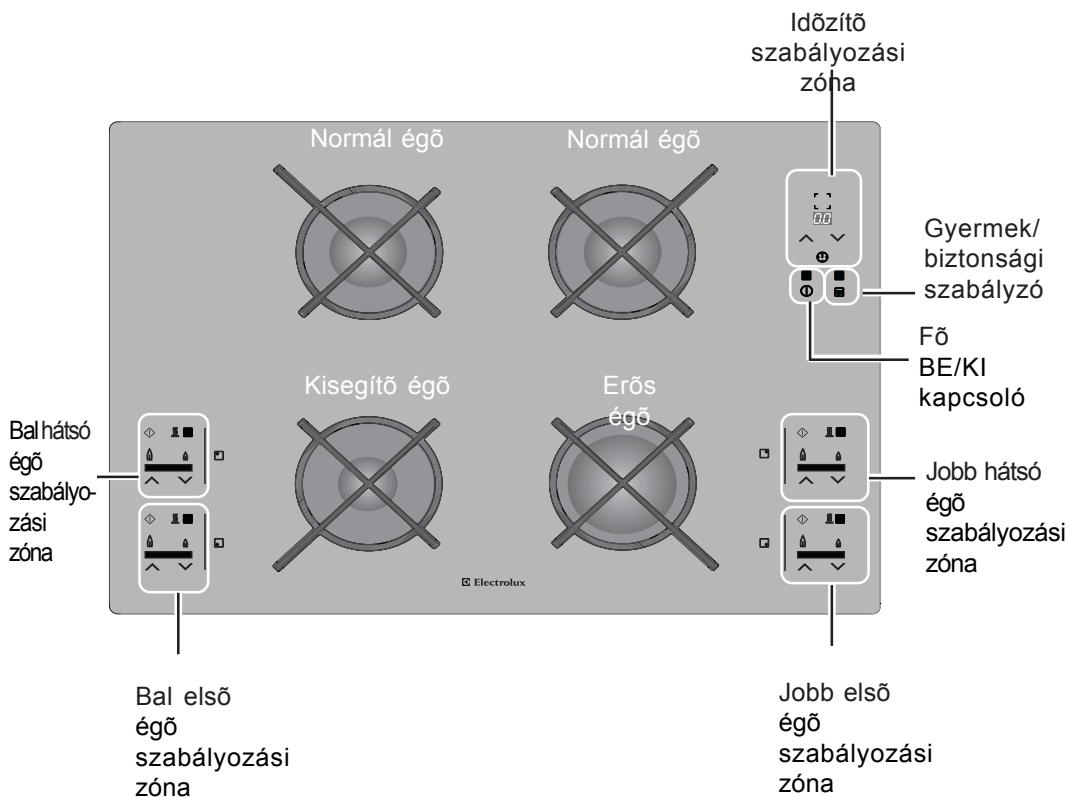 Idõzítõ
szabályozási
zóna
Normál égõ
Normál égõ
00
Gyermek/
biztonsági
szabályzó
Fõ
BE/KI
kapcsoló
Kisegítõ égõ
Erõs
égõ
Bal hátsó
égõ
szabályo-
zási
zóna
Jobb hátsó
égõ
szabályozási
zóna
Electrolux
Bal elsõ
égõ
szabályozási
zóna
Jobb elsõ
égõ
szabályozási
zóna